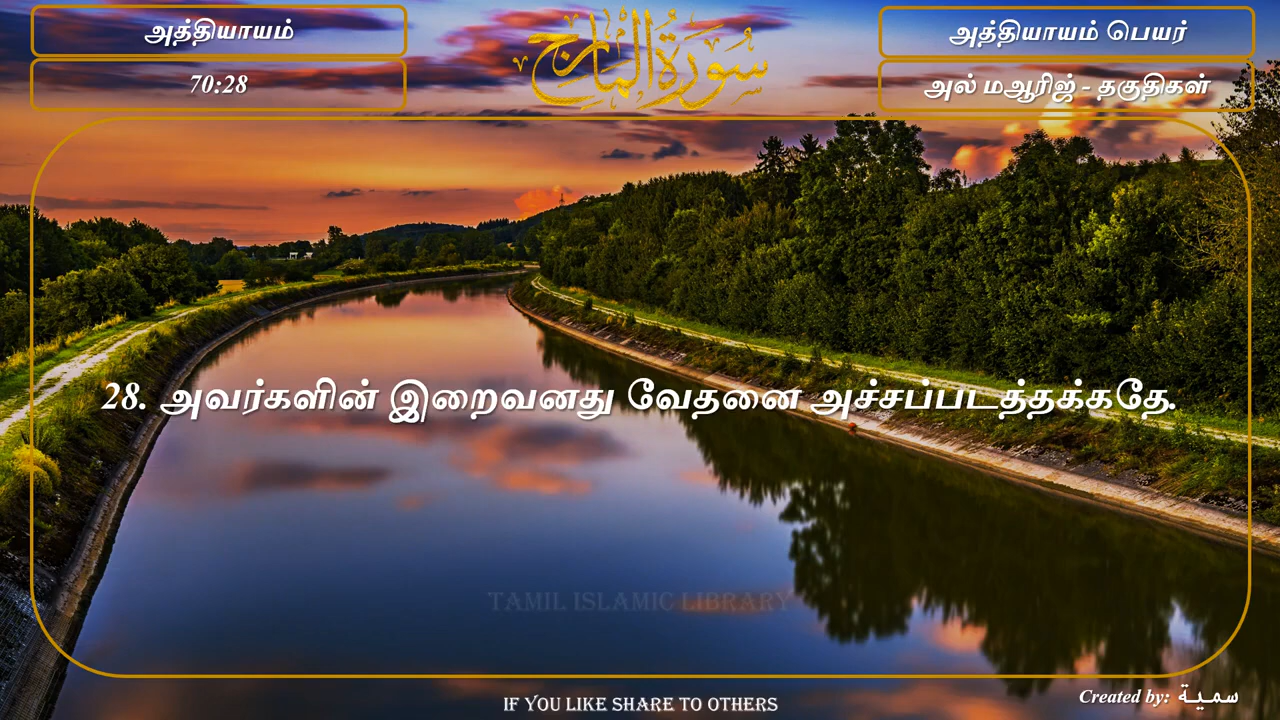 அத்தியாயம்
70:28
سورة المعارج
அத்தியாயம் பெயர்
அல் மஆரிஜ் - தகுதிகள்
28. அவர்களின் இறைவனது வேதனை அச்சப்படத்தக்கதே.
TAMIL ISLAMIC LIBRARY
IF YOU LIKE SHARE TO OTHERS
Created by: سمية